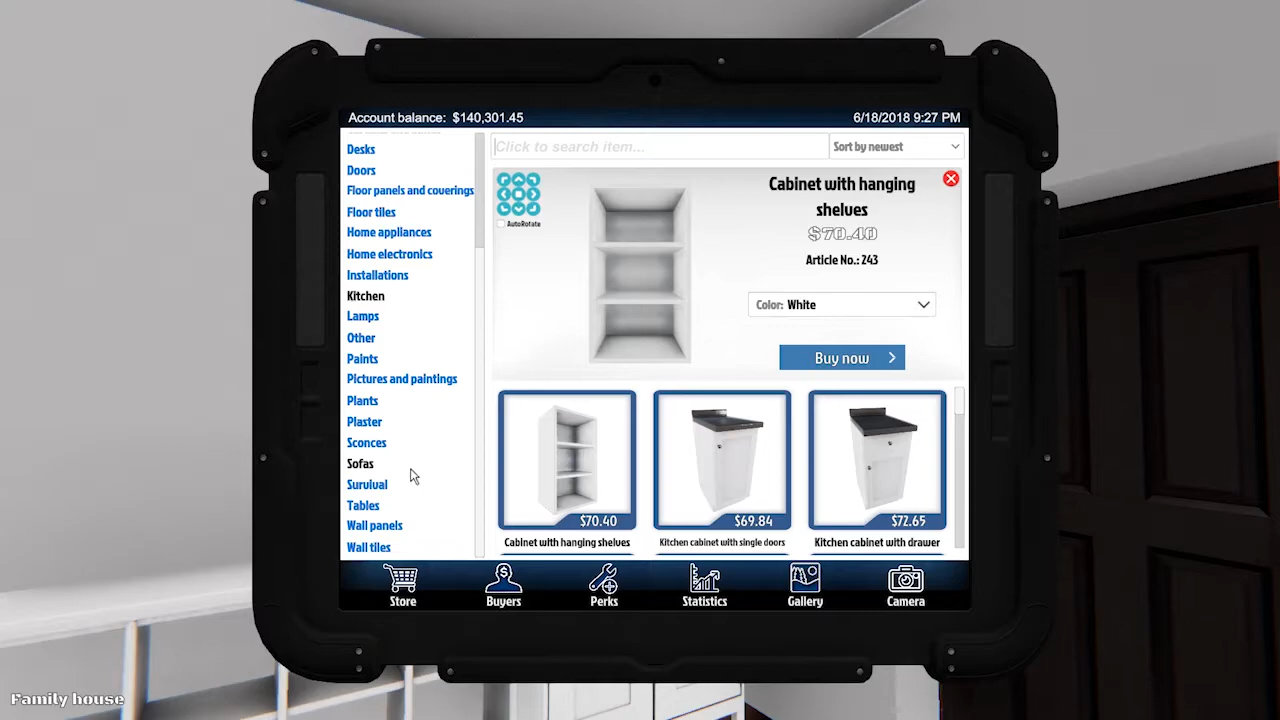 Account balance: $140,301.45
6/18/2018 9:27 PM
Desks
Doors
Floor panels and coverings
Floor tiles
Home appliances
Home electronics
Installations
Kitchen
Lamps
Other
Paints
Pictures and paintings
Plants
Plaster
Sconces
Sofas
Survival
Tables
Wall panels
Wall tiles
Click to search item...
Sort by newest
AutoRotate
Cabinet with hanging
shelves
$70.40
Article No.: 243
Color: White
Buy now
$70.40
$69.84
$72.65
Cabinet with hanging shelves
Kitchen cabinet with single doors
Kitchen cabinet with drawer
Store
Buyers
Perks
Statistics
Gallery
Camera
Family house